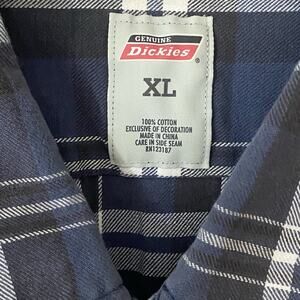 GENUINE
Dickies®
XL
100% COTTON
EXCLUSIVE OF DECORATION
MADE IN CHINA
CARE IN SIDE SEAM
RN123187